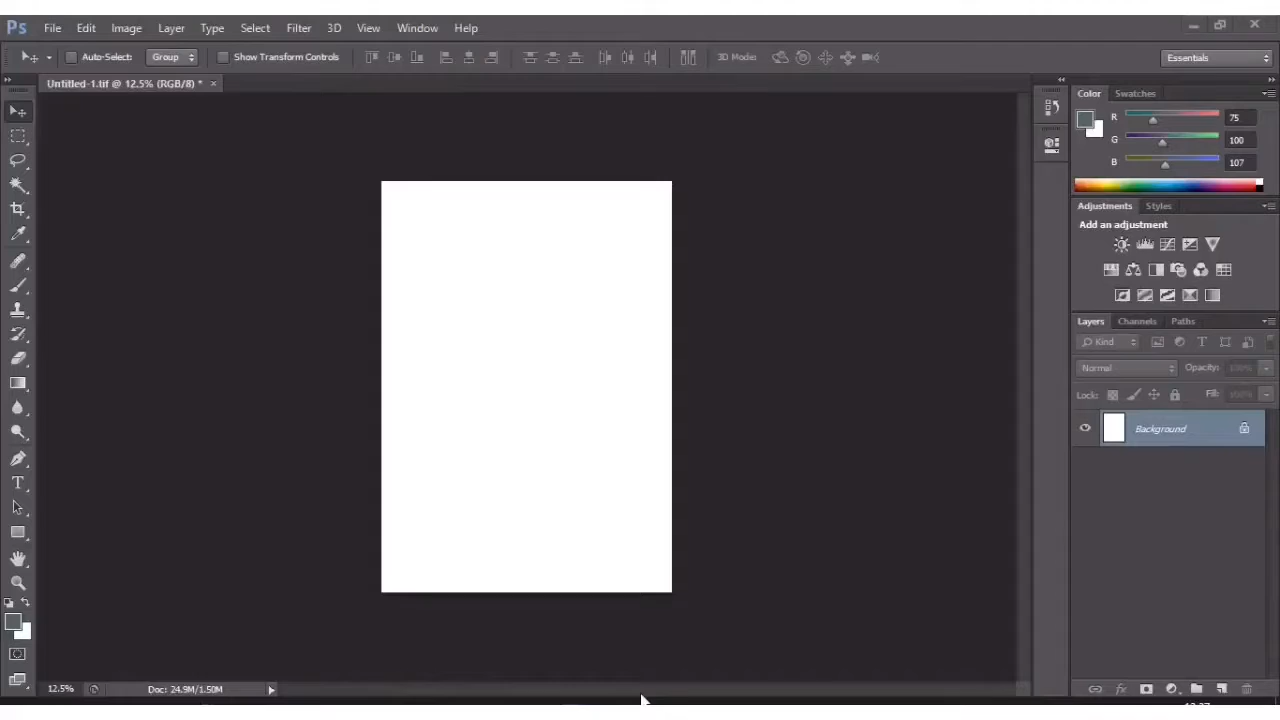 Ps File Edit Image Layer Type Select Filter 3D View Window Help
Auto-Select: Group Show Transform Controls 3D Mode: Essentials
Untitled-1.tif @ 12.5% (RGB/8) * ×
Color Swatches
R 75
G 100
B 107
Adjustments Styles
Add an adjustment
Layers Channels Paths
Kind
Normal Opacity: 100%
Lock: Fill: 100%
Background
12.5% Doc: 24.9M/1.50M